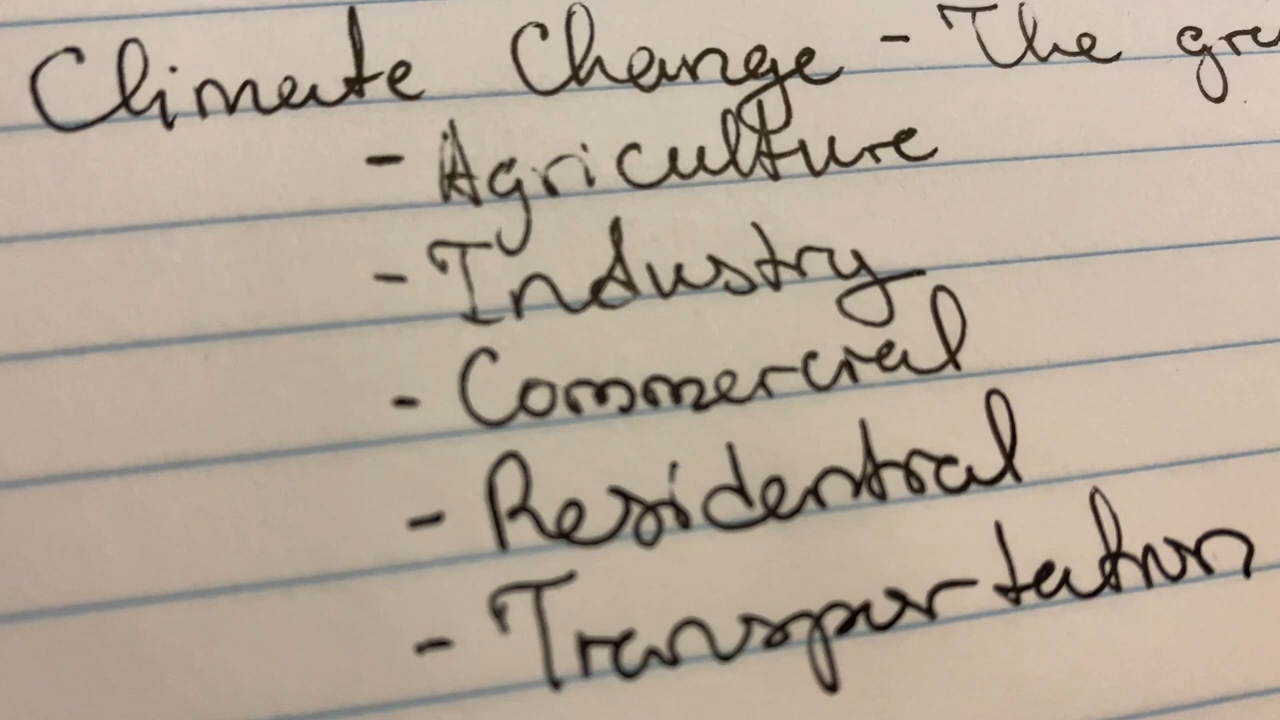 Climate Change - The
- Agriculture
- Industry
- Commercial
- Residential
- Transportation